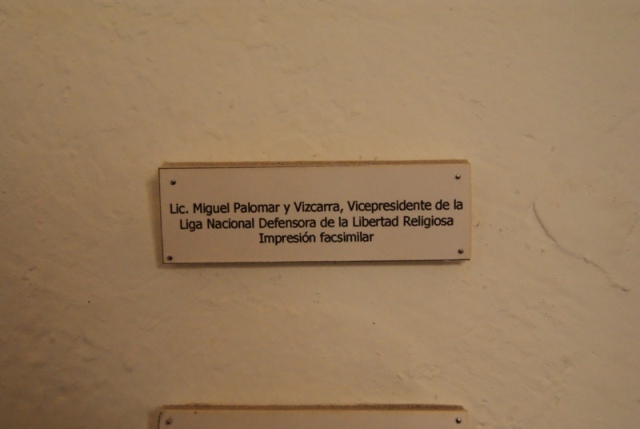 Lic. Miguel Palomar y Vizcarra, Vicepresidente de la
Liga Nacional Defensora de la Libertad Religiosa
Impresión facsimilar